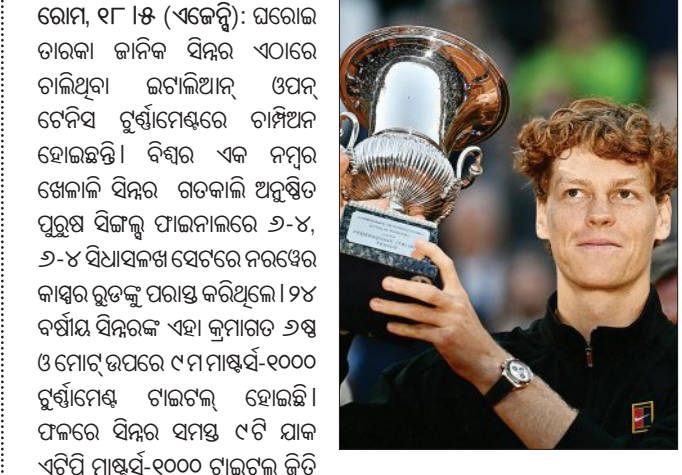 ରୋମ, ୧୮ ।୫ (ଏଜେନ୍ସି): ଘରୋଇ
ତାରକା ଜାନିକ ସିନ୍ନର ଏଠାରେ
ଚାଲିଥିବା ଇଟାଲିଆନ୍ ଓପନ୍
ଟେନିସ ଟୁର୍ଣ୍ଣାମେଣ୍ଟରେ ଚାମ୍ପିଅନ
ହୋଇଛନ୍ତି। ବିଶ୍ୱର ଏକ ନମ୍ବର
ଖେଳାଳି ସିନ୍ନର ଗତକାଲି ଅନୁଷ୍ଠିତ
ପୁରୁଷ ସିଙ୍ଗଲ୍ସ ଫାଇନାଲରେ ୬-୪,
୬-୪ ସିଧାସଳଖ ସେଟରେ ନରୱେର
କାସ୍ପର ରୁଡଙ୍କୁ ପରାସ୍ତ କରିଥିଲେ।୨୪
ବର୍ଷୀୟ ସିନ୍ନରଙ୍କ ଏହା କ୍ରମାଗତ ୬ଷ୍ଠ
ଓ ମୋଟ୍ ଉପରେ ୯ ମ ମାଷ୍ଟର୍ସ-୧୦୦୦
ଟୁର୍ଣ୍ଣାମେଣ୍ଟ ଟାଇଟଲ୍ ହୋଇଛି।
ଫଳରେ ସିନ୍ନର ସମସ୍ତ ୯ଟି ଯାକ
ଏଟିପି ମାଷ୍ଟର୍ସ-୧୦୦୦ ଟାଇଟଲ ଜିତି